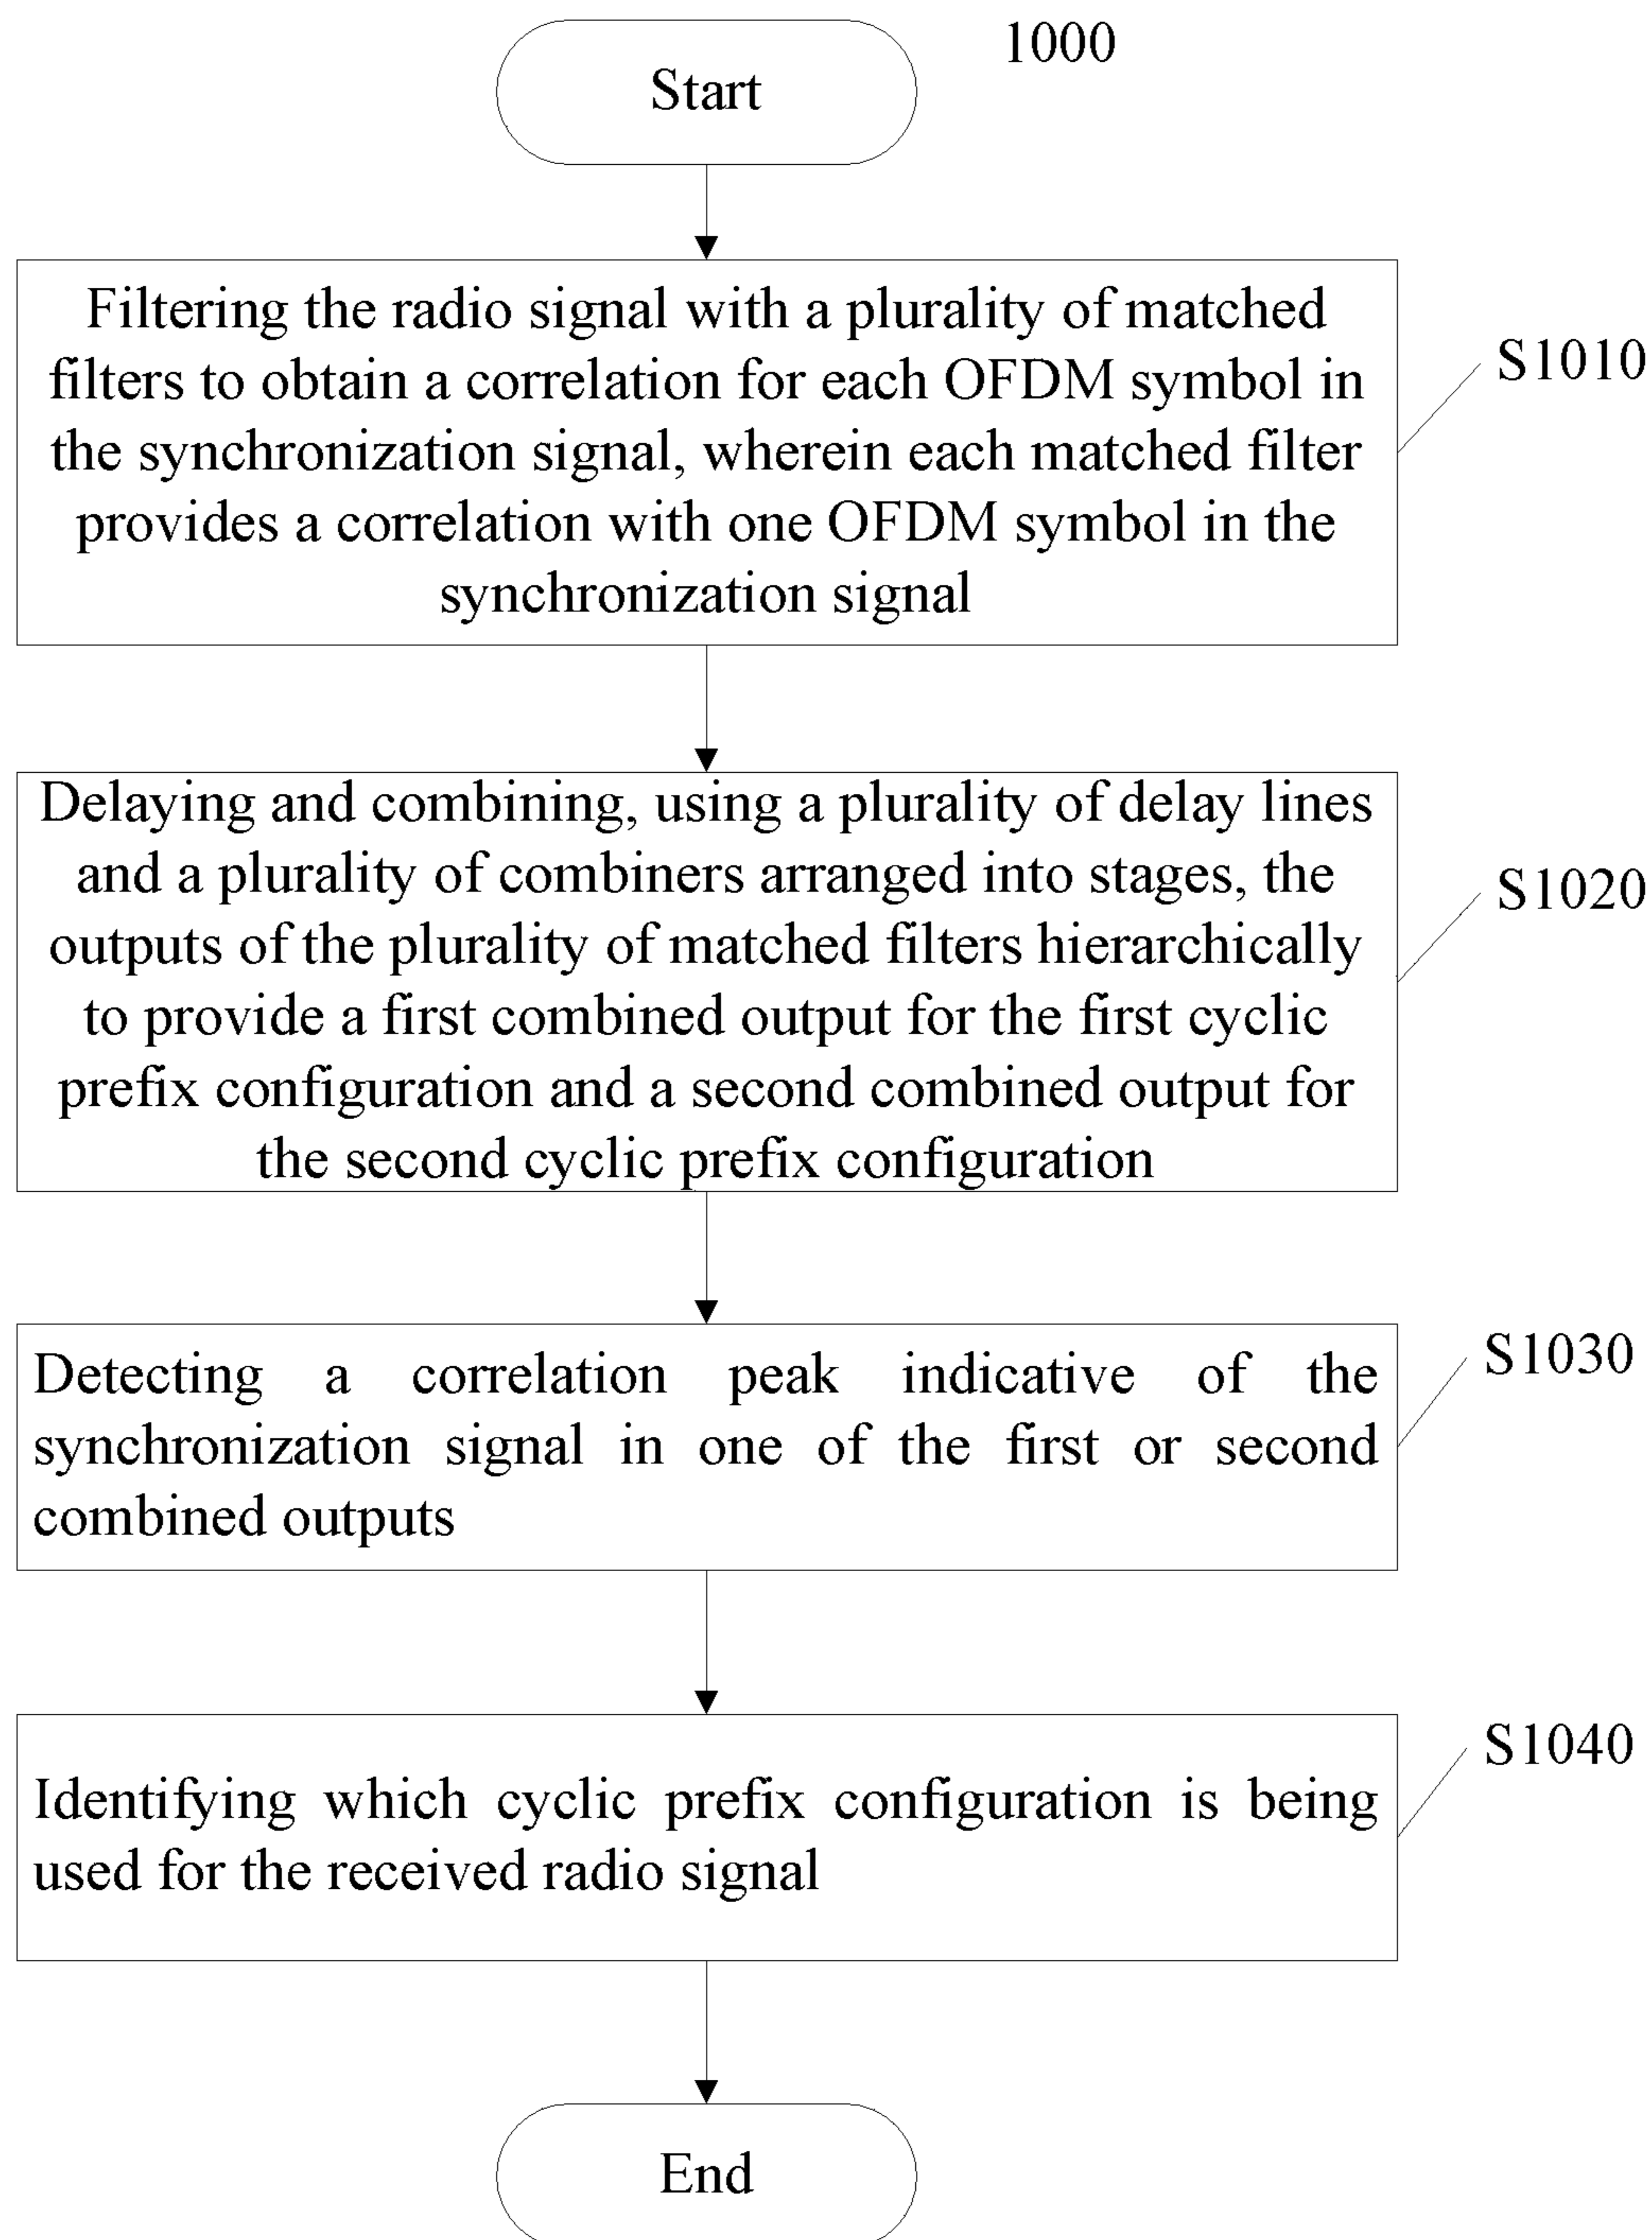 1000
Start
Filtering the radio signal with a plurality of matched
filters to obtain a correlation for each OFDM symbol in
the synchronization signal, wherein each matched filter
provides a correlation with one OFDM symbol in the
synchronization signal
S1010
Delaying and combining, using a plurality of delay lines
and a plurality of combiners arranged into stages, the
outputs of the plurality of matched filters hierarchically
to provide a first combined output for the first cyclic
prefix configuration and a second combined output for
the second cyclic prefix configuration
S1020
Detecting a correlation peak indicative of the
synchronization signal in one of the first or second
combined outputs
S1030
Identifying which cyclic prefix configuration is being
used for the received radio signal
S1040
End